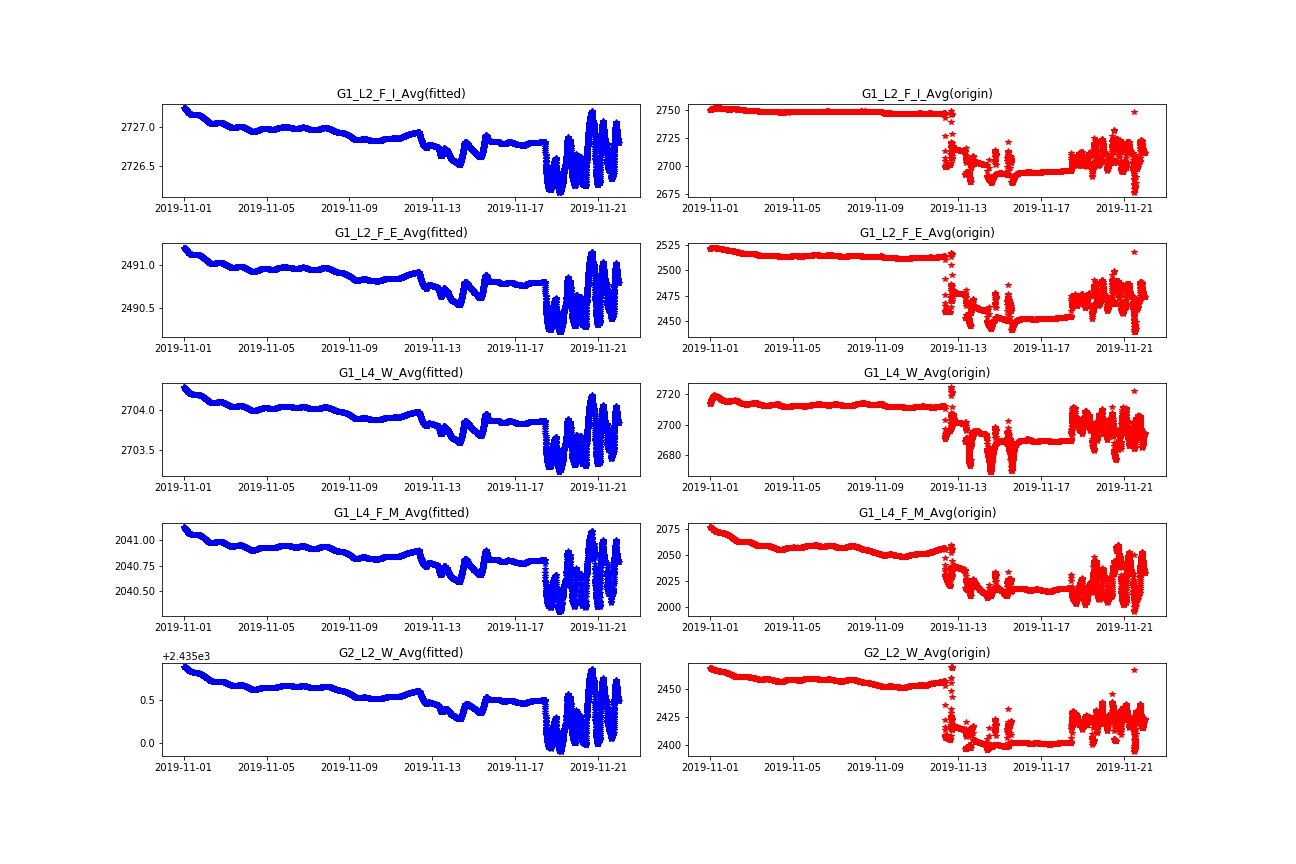 G1_L2_F_I_Avg(fitted)
2727.0
2726.5
2019-11-01 2019-11-05 2019-11-09 2019-11-13 2019-11-17 2019-11-21
G1_L2_F_I_Avg(origin)
2750
2725
2700
2675
2019-11-01 2019-11-05 2019-11-09 2019-11-13 2019-11-17 2019-11-21
G1_L2_F_E_Avg(fitted)
2491.0
2490.5
2019-11-01 2019-11-05 2019-11-09 2019-11-13 2019-11-17 2019-11-21
G1_L2_F_E_Avg(origin)
2525
2500
2475
2450
2019-11-01 2019-11-05 2019-11-09 2019-11-13 2019-11-17 2019-11-21
G1_L4_W_Avg(fitted)
2704.0
2703.5
2019-11-01 2019-11-05 2019-11-09 2019-11-13 2019-11-17 2019-11-21
G1_L4_W_Avg(origin)
2720
2700
2680
2019-11-01 2019-11-05 2019-11-09 2019-11-13 2019-11-17 2019-11-21
G1_L4_F_M_Avg(fitted)
2041.00
2040.75
2040.50
2019-11-01 2019-11-05 2019-11-09 2019-11-13 2019-11-17 2019-11-21
G1_L4_F_M_Avg(origin)
2075
2050
2025
2000
2019-11-01 2019-11-05 2019-11-09 2019-11-13 2019-11-17 2019-11-21
G2_L2_W_Avg(fitted)
+2.435e3
0.5
0.0
2019-11-01 2019-11-05 2019-11-09 2019-11-13 2019-11-17 2019-11-21
G2_L2_W_Avg(origin)
2450
2425
2400
2019-11-01 2019-11-05 2019-11-09 2019-11-13 2019-11-17 2019-11-21